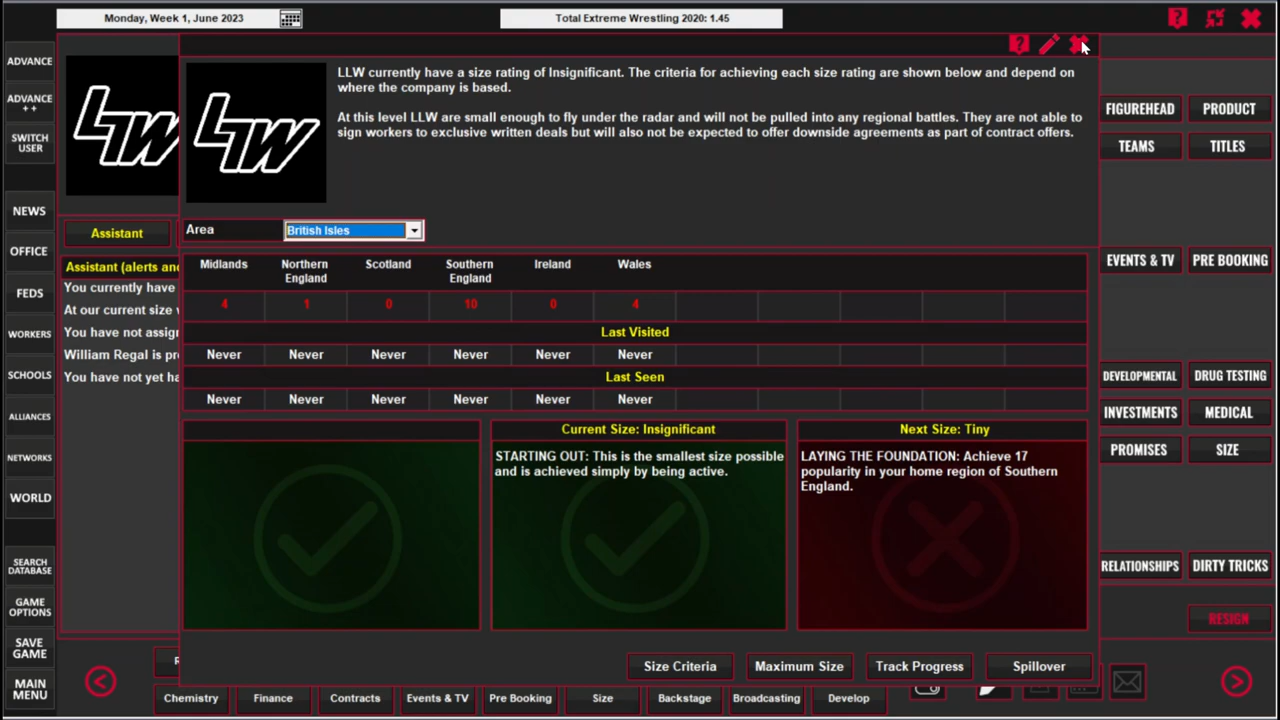 Monday, Week 1, June 2023
Total Extreme Wrestling 2020: 1.45
ADVANCE
ADVANCE
++
SWITCH
USER
NEWS
OFFICE
FEDS
WORKERS
SCHOOLS
ALLIANCES
NETWORKS
WORLD
SEARCH
DATABASE
GAME
OPTIONS
SAVE
GAME
MAIN
MENU
LLW
Assistant
Assistant (alerts and
You currently have
At our current size
You have not assign
William Regal is pr
You have not yet ha
LLW
LLW currently have a size rating of Insignificant. The criteria for achieving each size rating are shown below and depend on
where the company is based.
At this level LLW are small enough to fly under the radar and will not be pulled into any regional battles. They are not able to
sign workers to exclusive written deals but will also not be expected to offer downside agreements as part of contract offers.
Area
British Isles
Midlands
Northern
England
Scotland
Southern
England
Ireland
Wales
4
1
0
10
0
4
Last Visited
Never
Never
Never
Never
Never
Never
Last Seen
Never
Never
Never
Never
Never
Never
Current Size: Insignificant
STARTING OUT: This is the smallest size possible
and is achieved simply by being active.
Next Size: Tiny
LAYING THE FOUNDATION: Achieve 17
popularity in your home region of Southern
England.
Size Criteria
Maximum Size
Track Progress
Spillover
FIGUREHEAD
PRODUCT
TEAMS
TITLES
EVENTS & TV
PRE BOOKING
DEVELOPMENTAL
DRUG TESTING
INVESTMENTS
MEDICAL
PROMISES
SIZE
RELATIONSHIPS
DIRTY TRICKS
RESIGN
Chemistry
Finance
Contracts
Events & TV
Pre Booking
Size
Backstage
Broadcasting
Develop